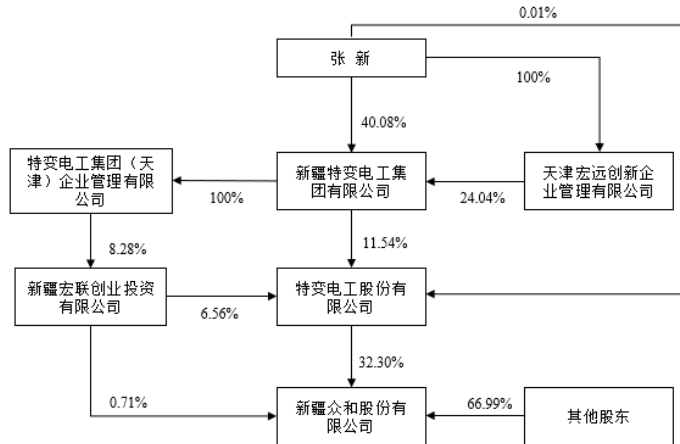 0.01%
张 新
100%
40.08%
特变电工集团（天
津）企业管理有限
公司
新疆特变电工集
团有限公司
天津宏远创新企
业管理有限公司
100%
24.04%
8.28%
11.54%
新疆宏联创业投资
有限公司
6.56%
特变电工股份有
限公司
32.30%
0.71%
新疆众和股份有
限公司
66.99%
其他股东